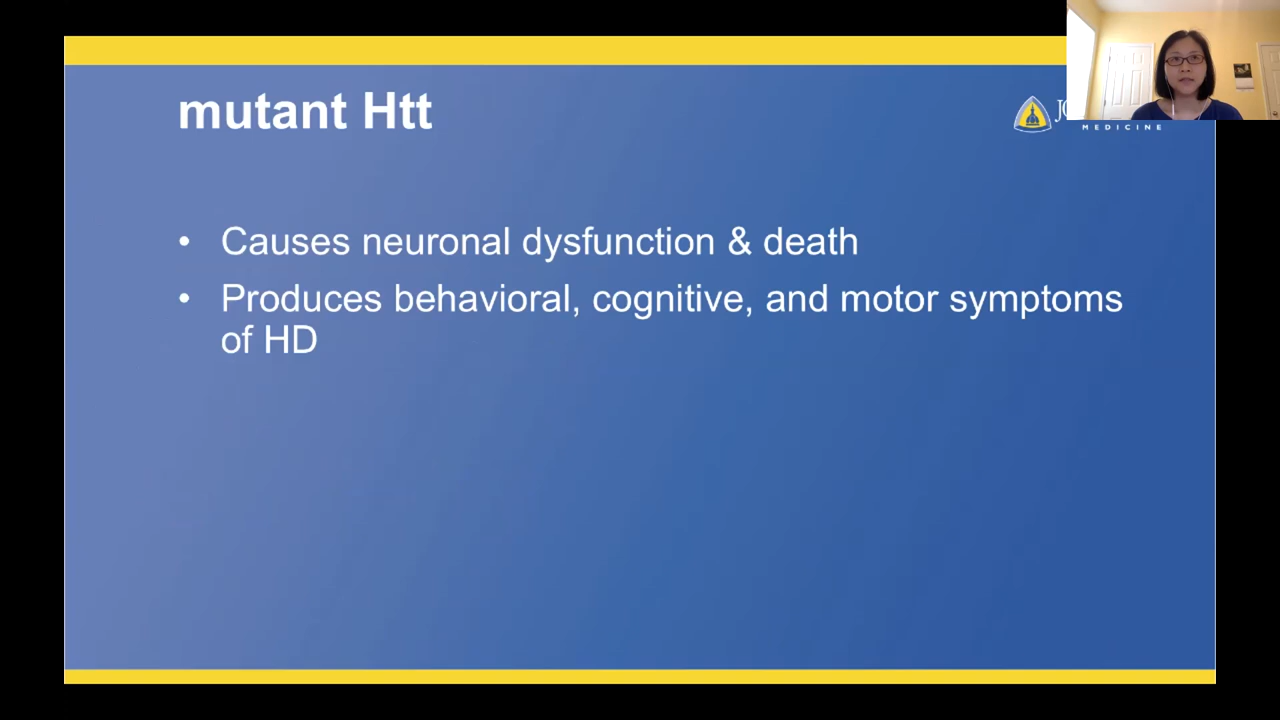 mutant Htt
MEDICINE
• Causes neuronal dysfunction & death
• Produces behavioral, cognitive, and motor symptoms
of HD